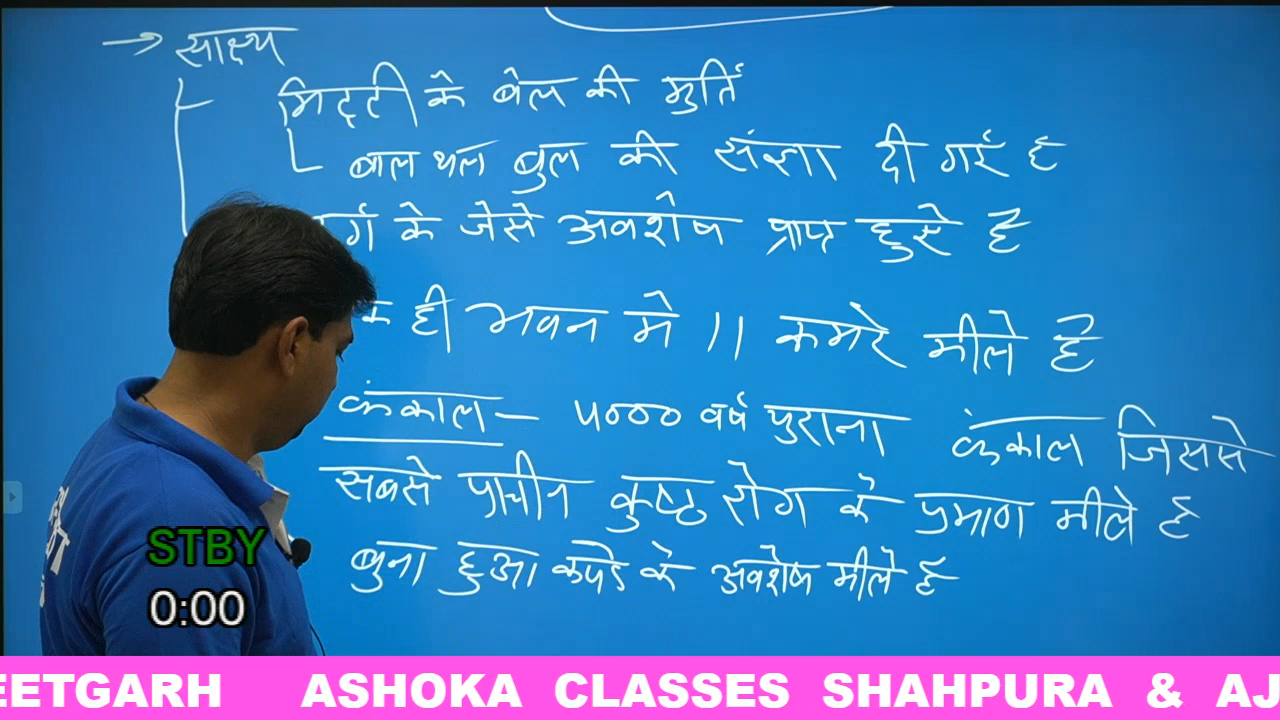 → साक्ष्य
मिट्टी के बेल की मुर्ति
बाल थल बुल की संज्ञा दी गई है
र्ग के जेसे अवशेष प्राप्त हुऐ है
क ही भवन मे 11 कमरे मीले है
कंकाल – 5000 वर्ष पुराना कंकाल जिससे
सबसे प्राचीन कुष्ठ रोग के प्रमाण मीले है
बुना हुआ कपडे के अवशेष मीले है
STBY
0:00
EETGARH ASHOKA CLASSES SHAHPURA & AJ